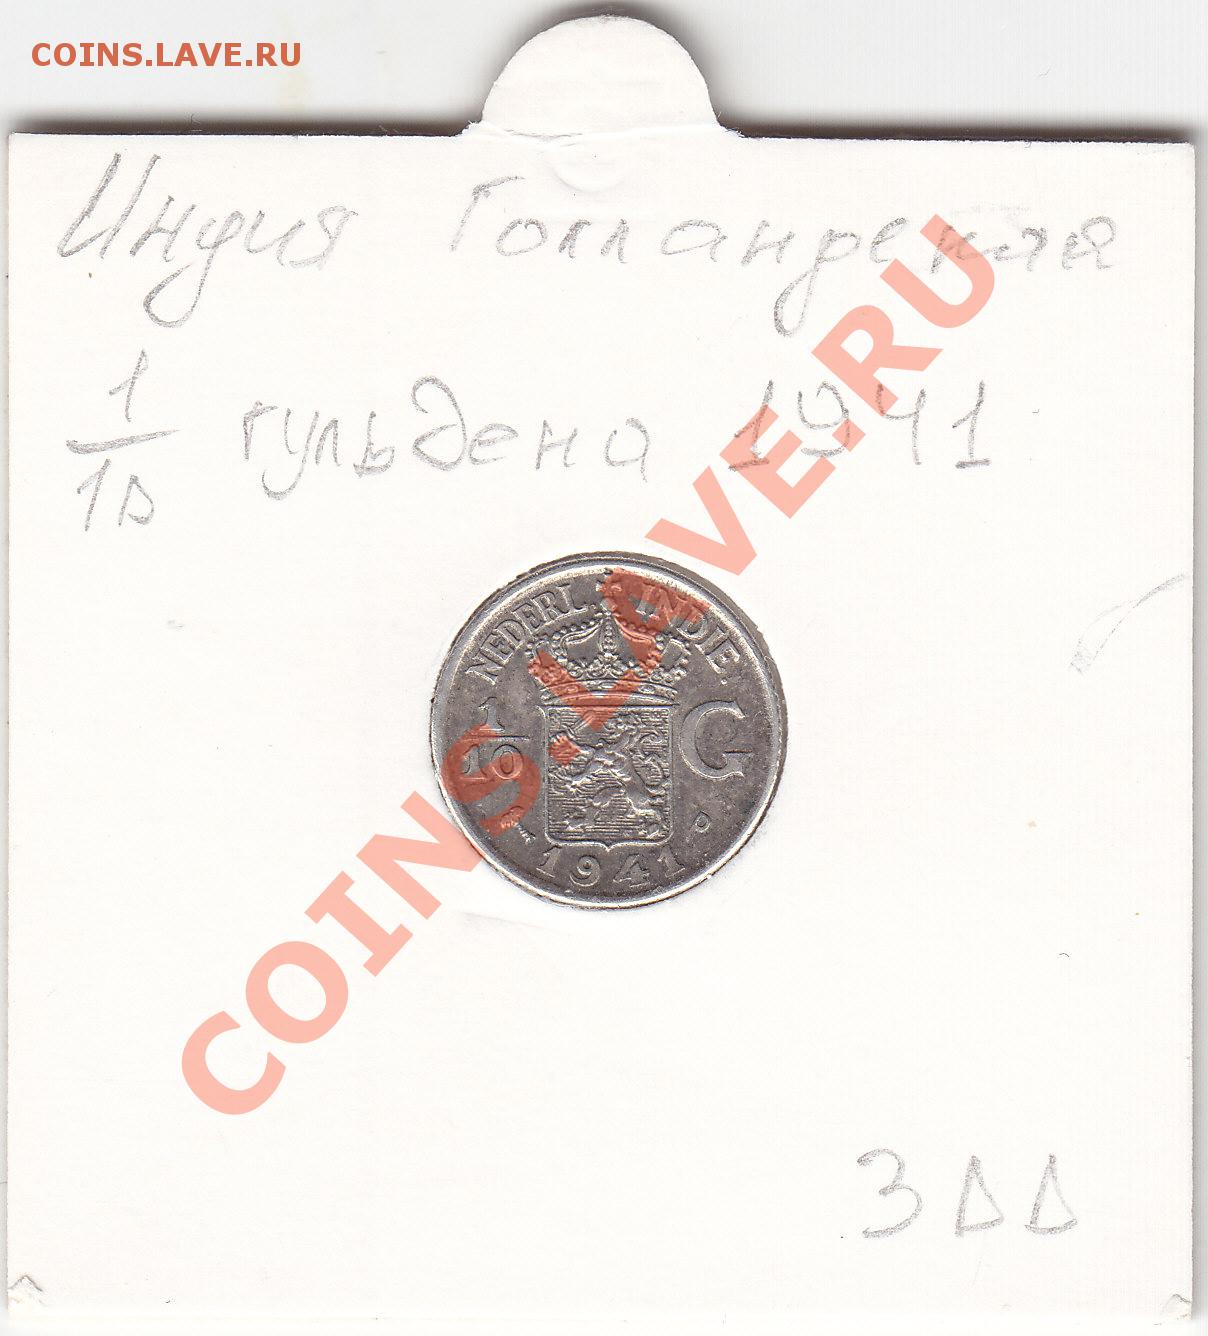 COINS.LAVE.RU
Индия Голландская
1/10 гульдена 1941
NEDERL. INDIE.
1/10 G
1941
COINS.LAVE.RU
300